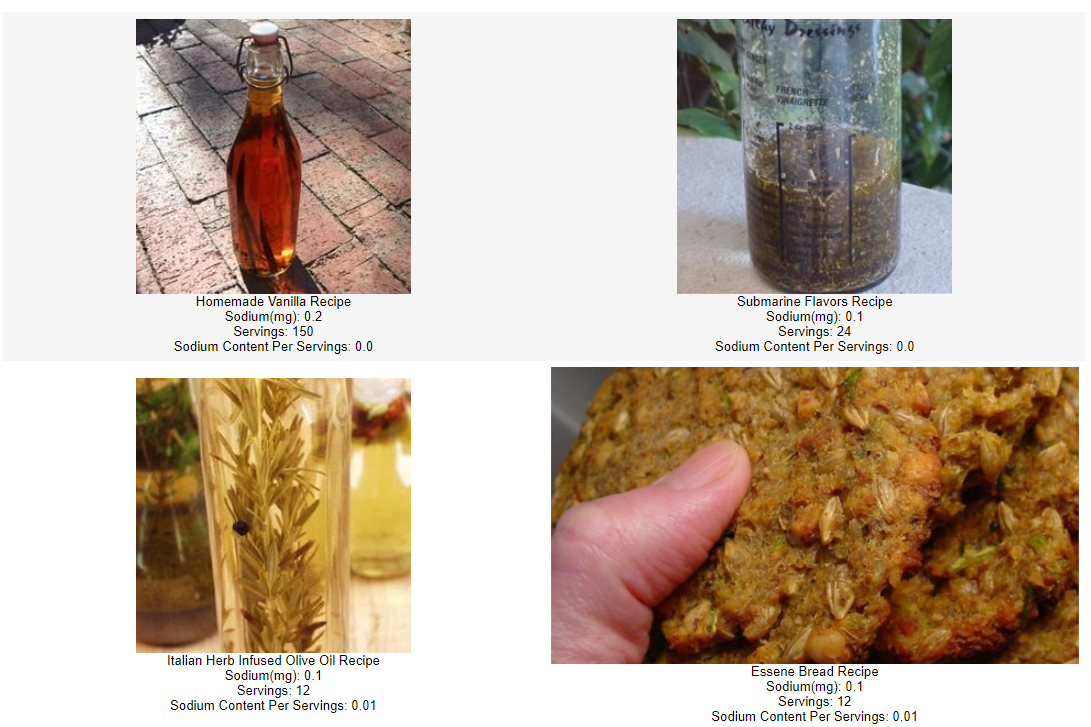 Dressings
FRENCH
VINAIGRETTE
Homemade Vanilla Recipe
Sodium(mg): 0.2
Servings: 150
Sodium Content Per Servings: 0.0
Submarine Flavors Recipe
Sodium(mg): 0.1
Servings: 24
Sodium Content Per Servings: 0.0
Italian Herb Infused Olive Oil Recipe
Sodium(mg): 0.1
Servings: 12
Sodium Content Per Servings: 0.01
Essene Bread Recipe
Sodium(mg): 0.1
Servings: 12
Sodium Content Per Servings: 0.01